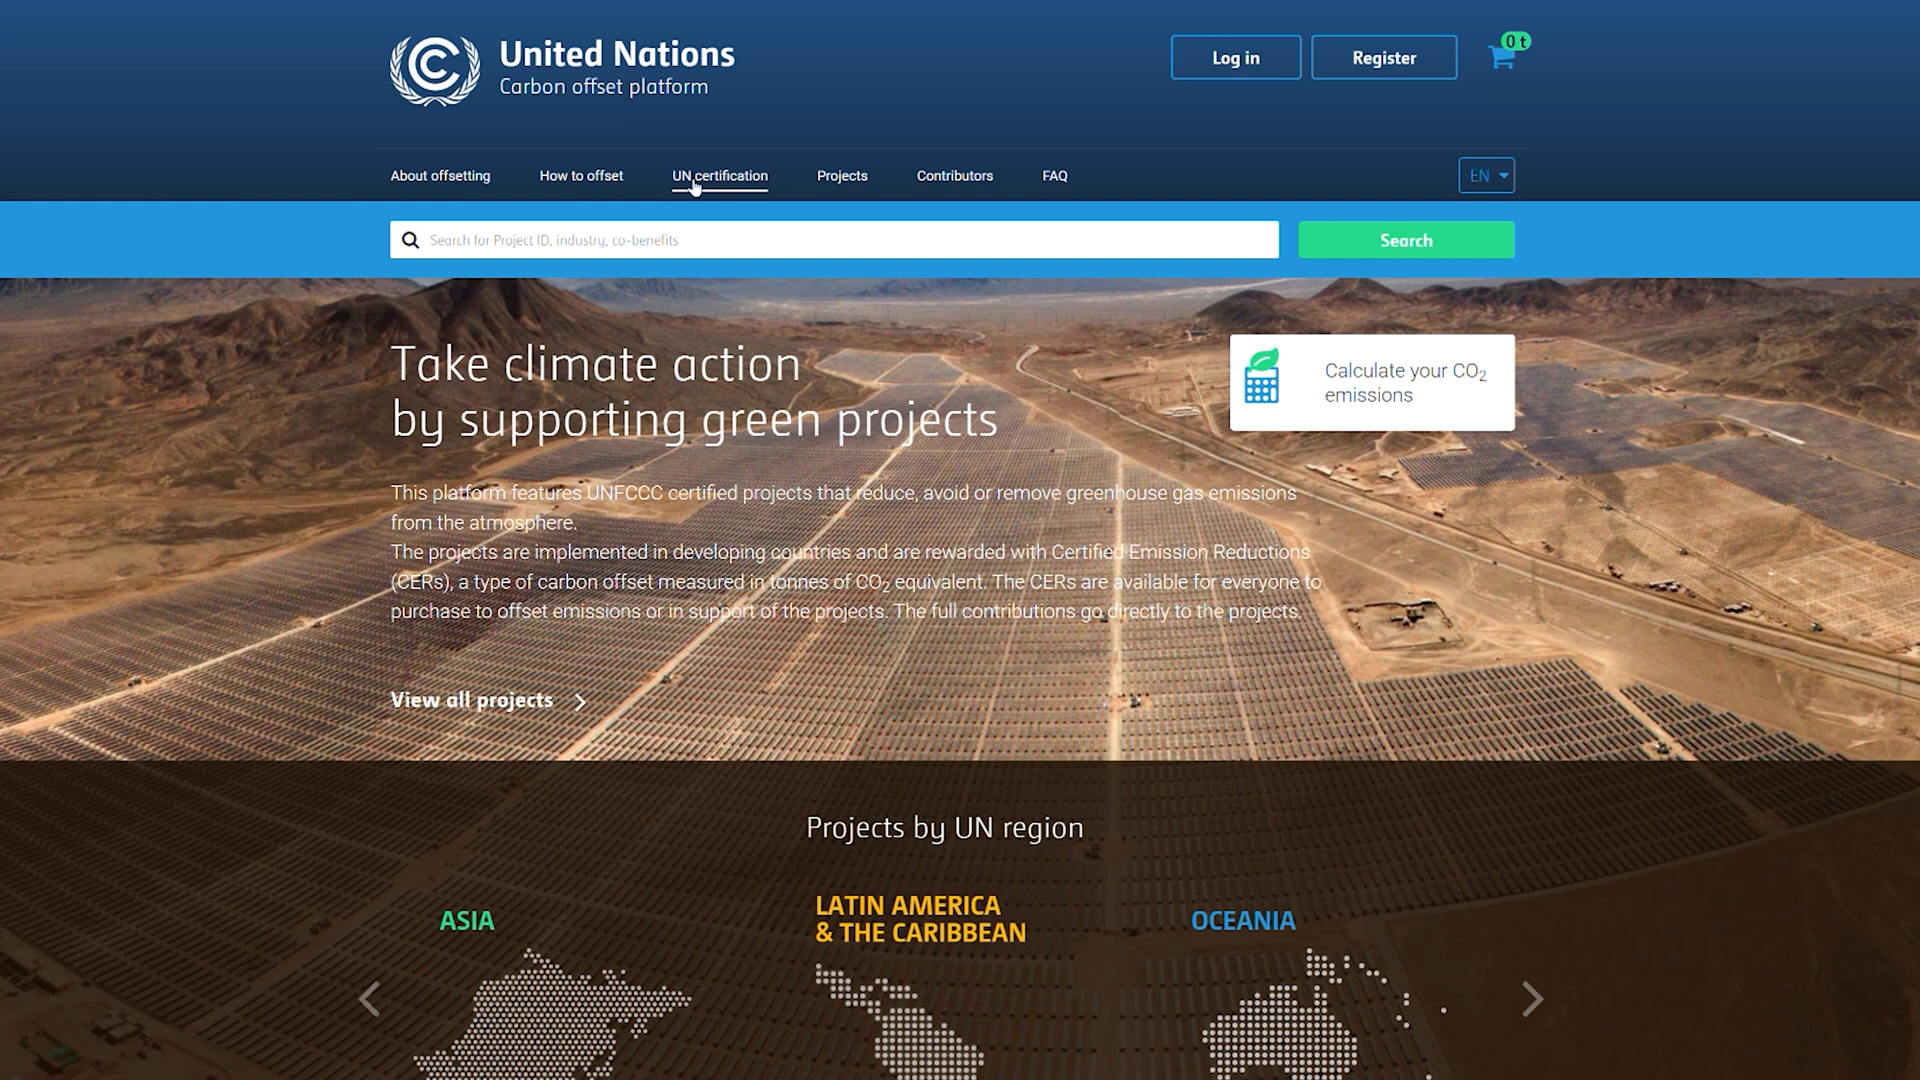 United Nations
Carbon offset platform
Log in
Register
0 t
About offsetting
How to offset
UN certification
Projects
Contributors
FAQ
EN
Search for Project ID, industry, co-benefits
Search
Take climate action
by supporting green projects
Calculate your CO2
emissions
This platform features UNFCCC certified projects that reduce, avoid or remove greenhouse gas emissions
from the atmosphere.
The projects are implemented in developing countries and are rewarded with Certified Emission Reductions
(CERs), a type of carbon offset measured in tonnes of CO2 equivalent. The CERs are available for everyone to
purchase to offset emissions or in support of the projects. The full contributions go directly to the projects.
View all projects
Projects by UN region
ASIA
LATIN AMERICA
& THE CARIBBEAN
OCEANIA